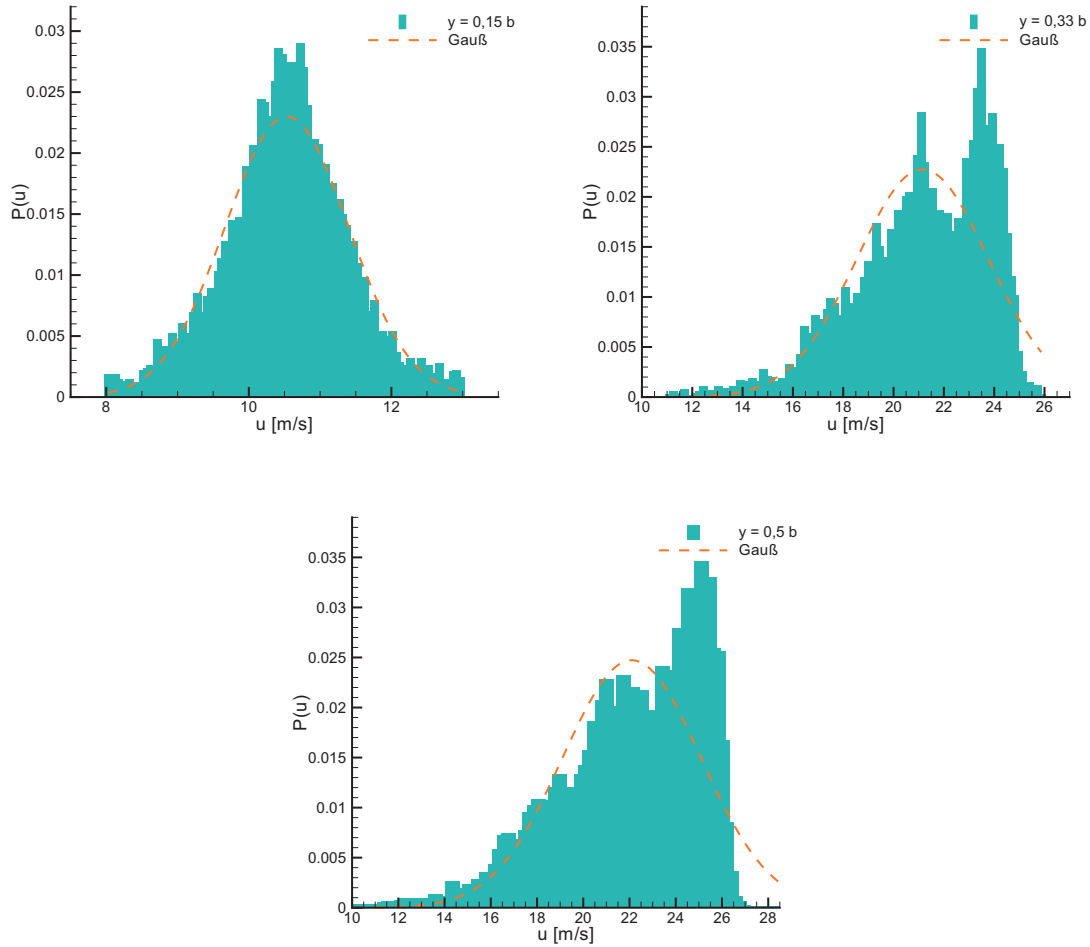 y = 0,15 b
Gauß
0.03
0.025
0.02
0.015
0.01
0.005
0
P(u)
8 10 12
u [m/s]
y = 0,33 b
Gauß
0.035
0.03
0.025
0.02
0.015
0.01
0.005
0
P(u)
10 12 14 16 18 20 22 24 26
u [m/s]
y = 0,5 b
Gauß
0.035
0.03
0.025
0.02
0.015
0.01
0.005
0
P(u)
10 12 14 16 18 20 22 24 26 28
u [m/s]